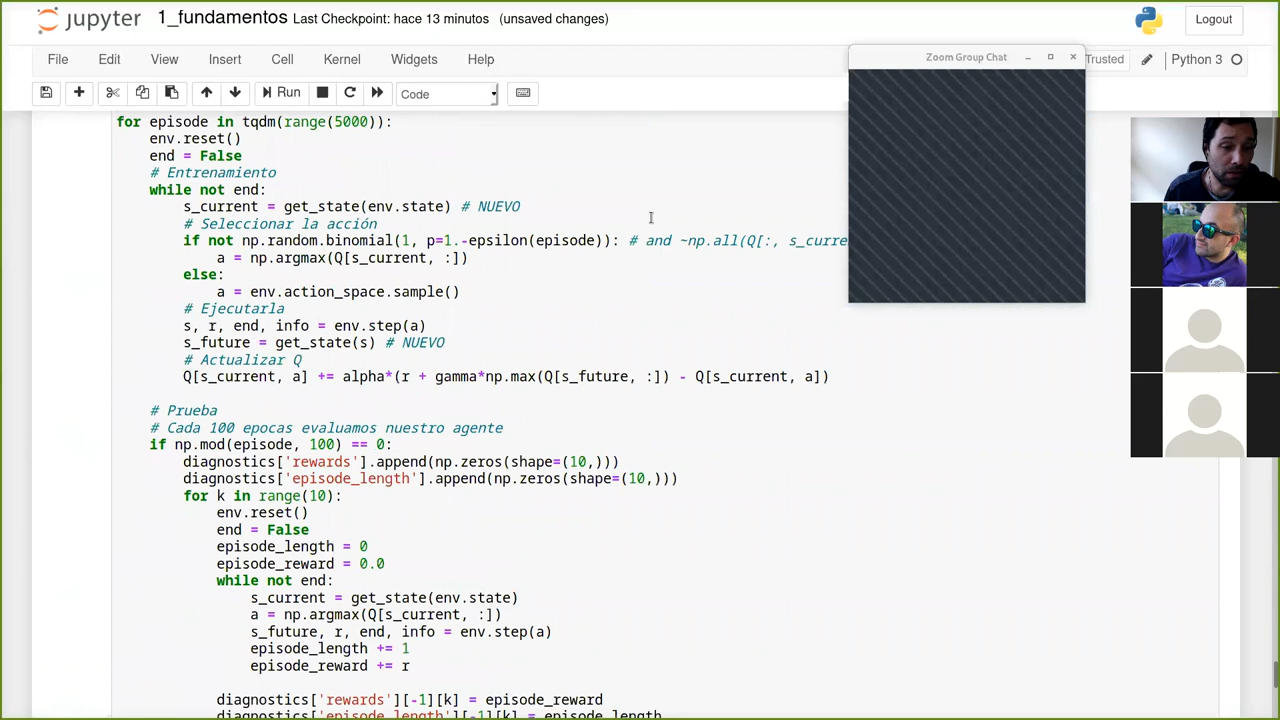 jupyter 1_fundamentos Last Checkpoint: hace 13 minutos (unsaved changes)
Logout
File Edit View Insert Cell Kernel Widgets Help
Trusted
Python 3
Run
Code
Zoom Group Chat
for episode in tqdm(range(5000)):
env.reset()
end = False
# Entrenamiento
while not end:
s_current = get_state(env.state) # NUEVO
# Seleccionar la acción
if not np.random.binomial(1, p=1.-epsilon(episode)): # and ~np.all(Q[:, s_curre
a = np.argmax(Q[s_current, :])
else:
a = env.action_space.sample()
# Ejecutarla
s, r, end, info = env.step(a)
s_future = get_state(s) # NUEVO
# Actualizar Q
Q[s_current, a] += alpha*(r + gamma*np.max(Q[s_future, :]) - Q[s_current, a])
# Prueba
# Cada 100 epocas evaluamos nuestro agente
if np.mod(episode, 100) == 0:
diagnostics['rewards'].append(np.zeros(shape=(10,)))
diagnostics['episode_length'].append(np.zeros(shape=(10,)))
for k in range(10):
env.reset()
end = False
episode_length = 0
episode_reward = 0.0
while not end:
s_current = get_state(env.state)
a = np.argmax(Q[s_current, :])
s_future, r, end, info = env.step(a)
episode_length += 1
episode_reward += r
diagnostics['rewards'][-1][k] = episode_reward
diagnostics['episode_length'][-1][k] = episode_length